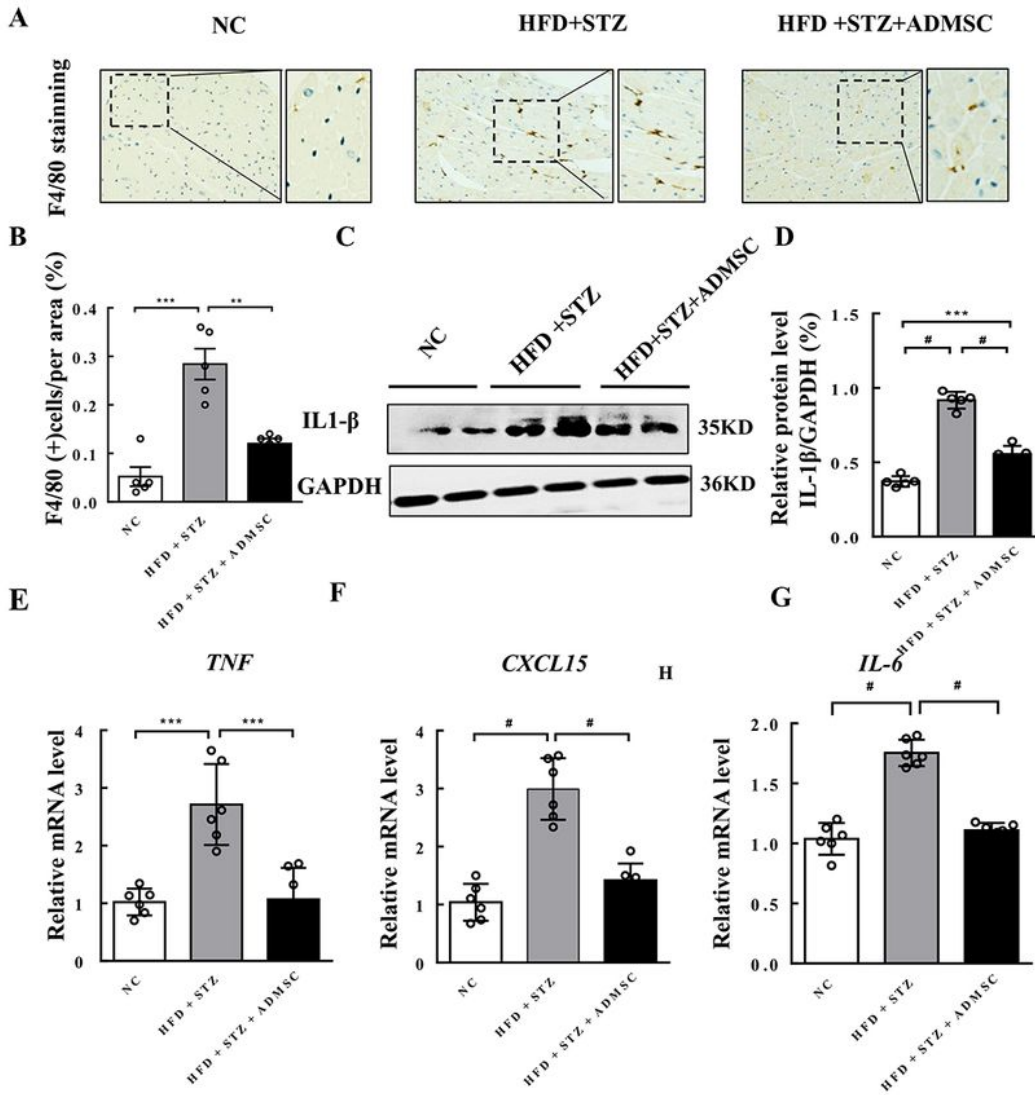 A
NC
HFD+STZ
HFD +STZ+ADMSC
F4/80 stainning
B
F4/80 (+)cells/per area (%)
0.4
0.3
0.2
0.1
0.0
***
**
NC
HFD + STZ
HFD + STZ + ADMSC
C
NC
HFD +STZ
HFD+STZ+ADMSC
IL1-β
35KD
GAPDH
36KD
D
Relative protein level
IL-1β/GAPDH (%)
1.5
1.0
0.5
0.0
***
#
#
NC
HFD + STZ
HFD + STZ + ADMSC
E
TNF
Relative mRNA level
4
3
2
1
0
***
***
NC
HFD + STZ
HFD + STZ + ADMSC
F
CXCL15
Relative mRNA level
4
3
2
1
0
#
#
NC
HFD + STZ
HFD + STZ + ADMSC
H
G
IL-6
Relative mRNA level
2.0
1.5
1.0
0.5
0.0
#
#
NC
HFD + STZ
HFD + STZ + ADMSC